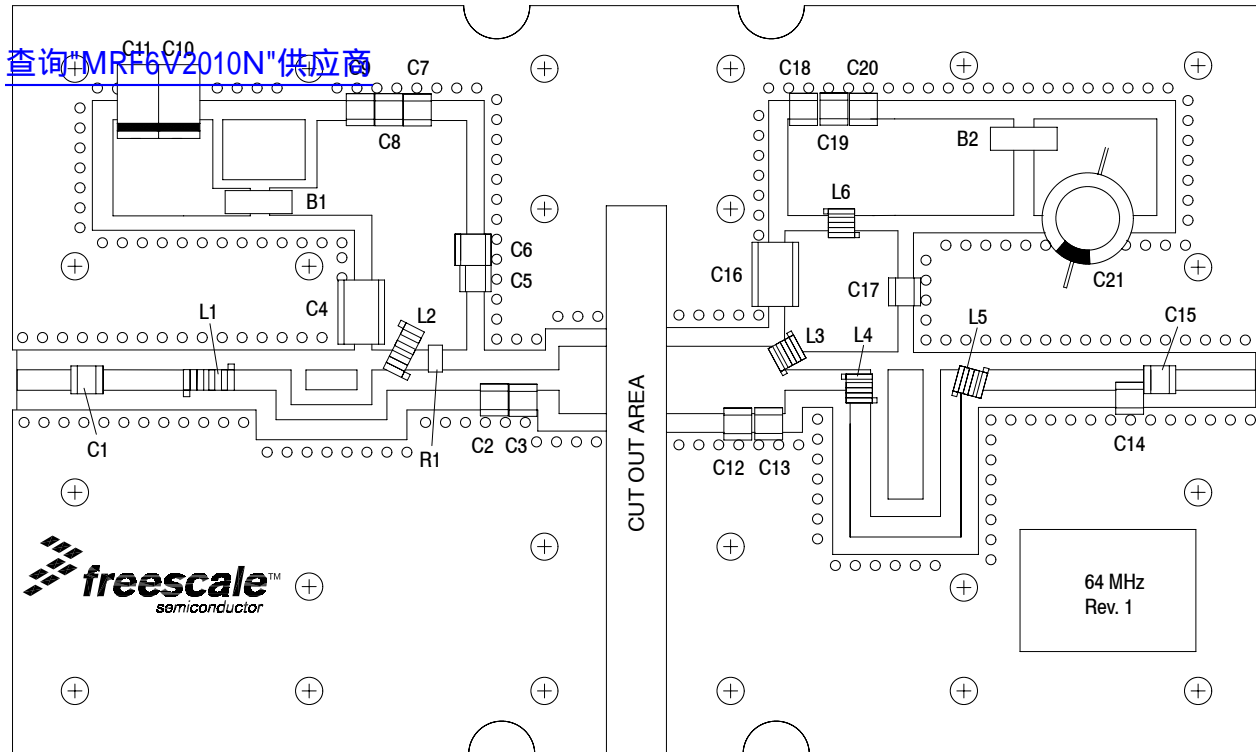 查询"MRF6V2010N"供应商
C11 C10
C9 C7
C8
B1
C18 C20
C19
B2
L6
C6
C5
C16
C17
C21
C4
L1
L2
L3
L4
L5
C15
C1
C2 C3
R1
C12 C13
C14
CUT OUT AREA
freescale™
semiconductor
64 MHz
Rev. 1